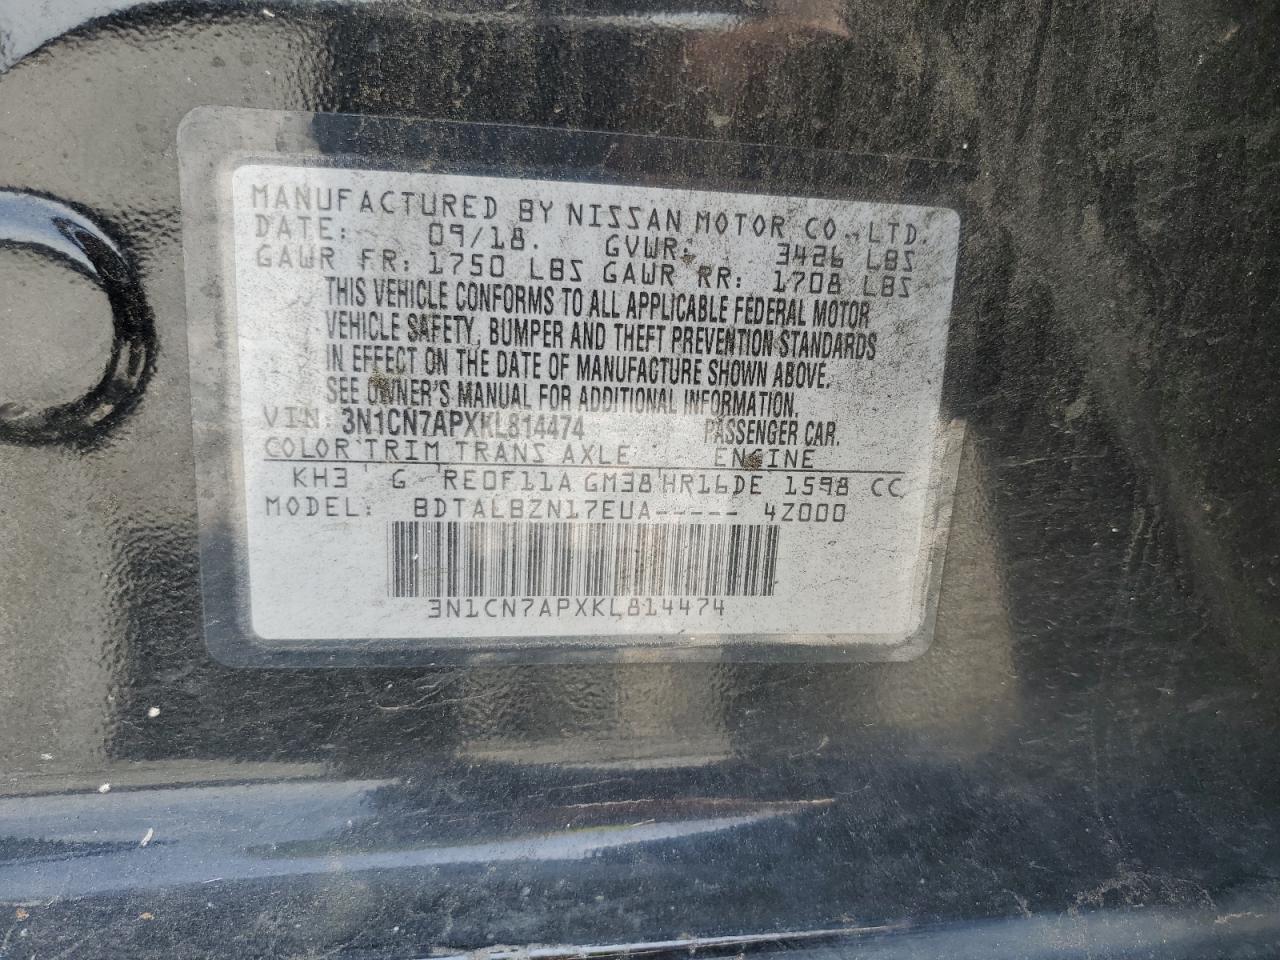 MANUFACTURED BY NISSAN MOTOR CO.,LTD.
DATE: 09/18. GVWR: 3426 LBS
GAWR FR: 1750 LBS GAWR RR: 1708 LBS
THIS VEHICLE CONFORMS TO ALL APPLICABLE FEDERAL MOTOR
VEHICLE SAFETY, BUMPER AND THEFT PREVENTION STANDARDS
IN EFFECT ON THE DATE OF MANUFACTURE SHOWN ABOVE.
SEE OWNER'S MANUAL FOR ADDITIONAL INFORMATION.
VIN: 3N1CN7APXKL814474 PASSENGER CAR.
COLOR TRIM TRANS AXLE ENGINE
KH3 G RE0F11A GM38 HR16DE 1598 CC
MODEL: BDTALBZN17EUA----- 4Z000
3N1CN7APXKL814474